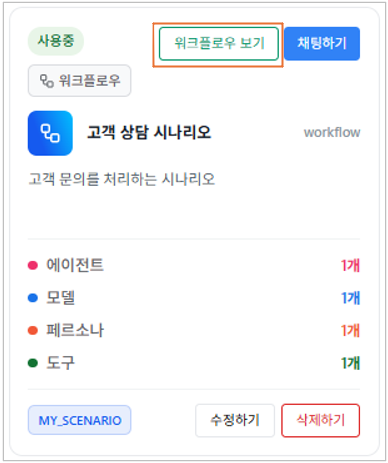 사용중
워크플로우 보기
채팅하기
워크플로우
고객 상담 시나리오
workflow
고객 문의를 처리하는 시나리오
에이전트 1개
모델 1개
페르소나 1개
도구 1개
MY_SCENARIO
수정하기
삭제하기